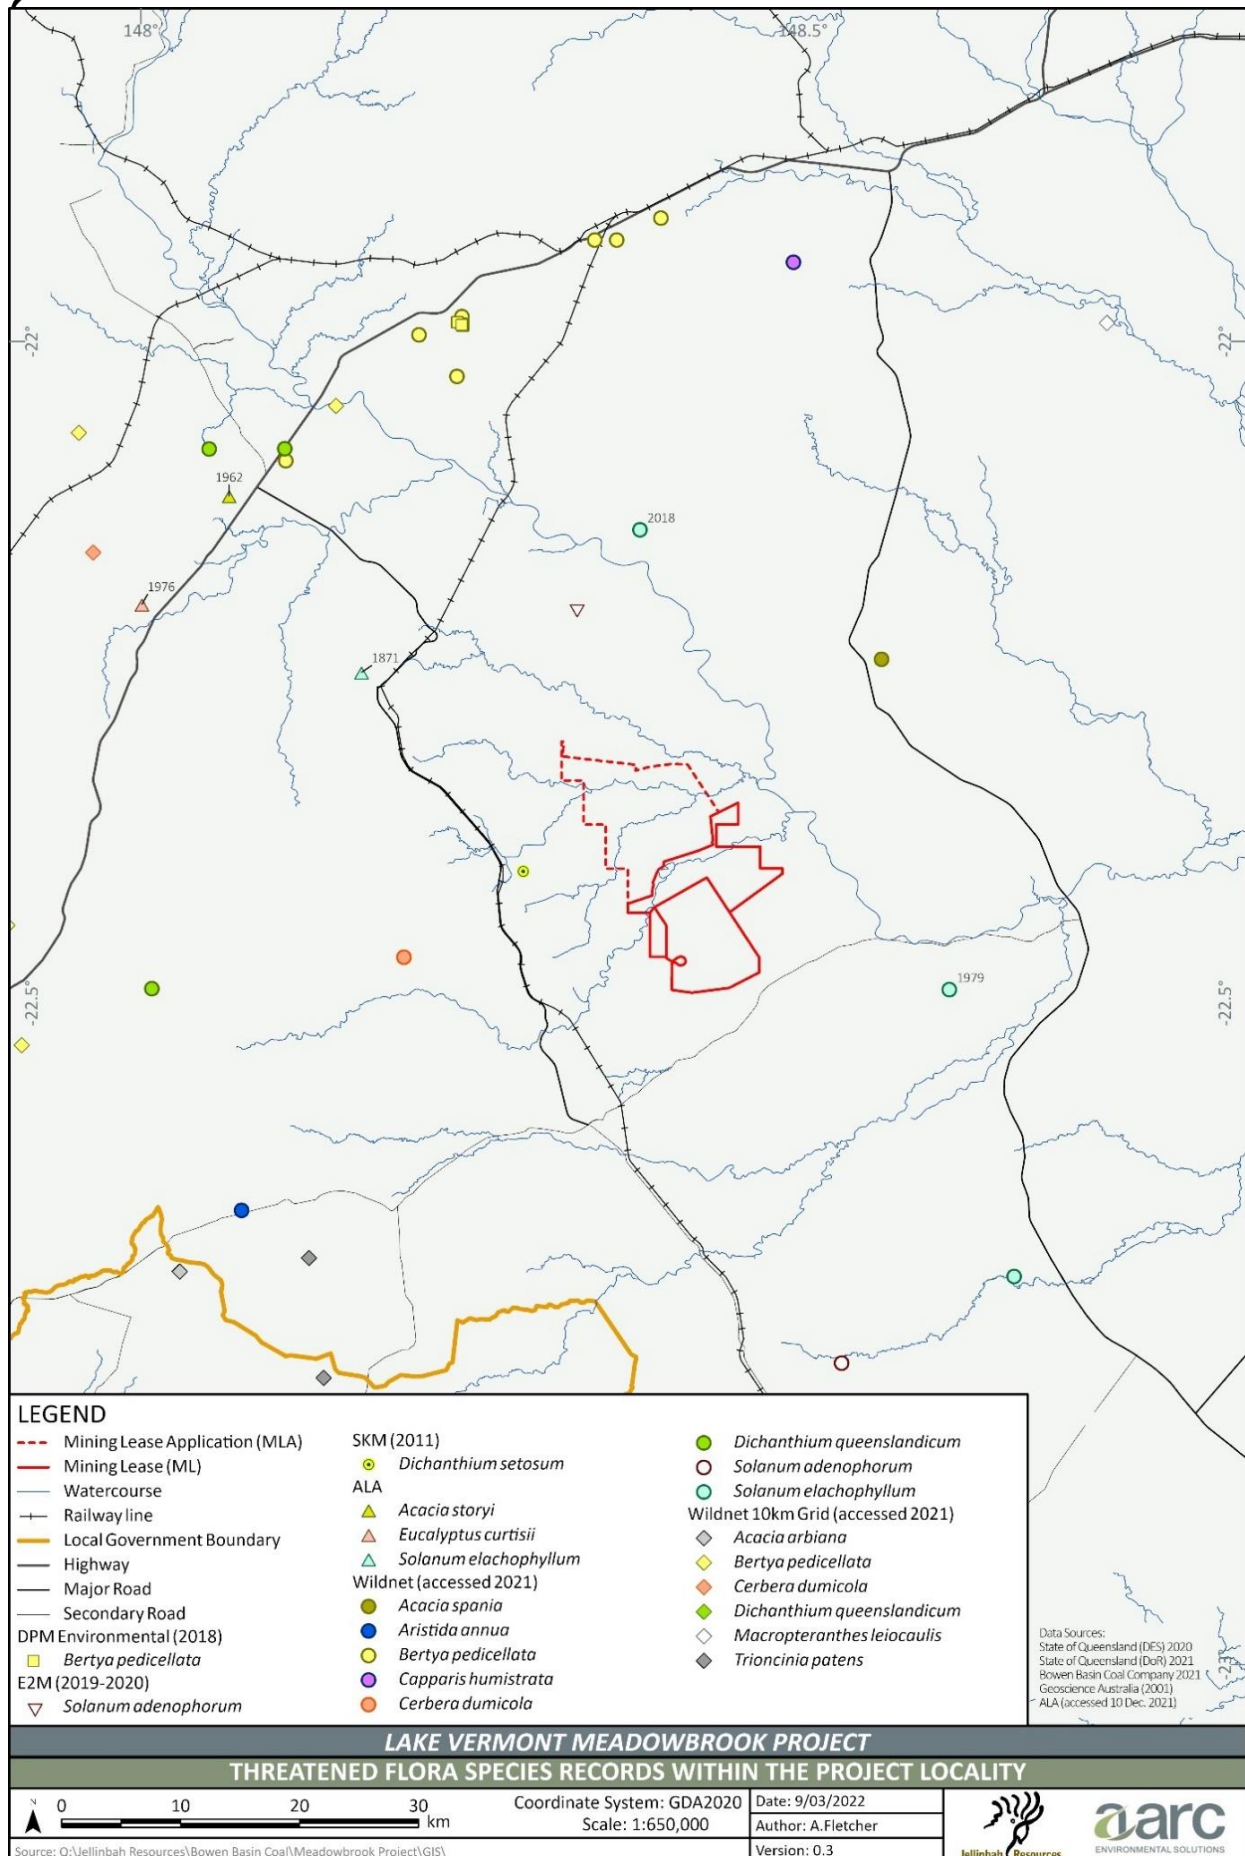 148°
148.5°
-22°
-22°
1962
2018
1976
1871
1979
-22.5°
-22.5°
LEGEND
Mining Lease Application (MLA)
Mining Lease (ML)
Watercourse
Railway line
Local Government Boundary
Highway
Major Road
Secondary Road
DPM Environmental (2018)
Bertya pedicellata
E2M (2019-2020)
Solanum adenophorum
SKM (2011)
Dichanthium setosum
ALA
Acacia storyi
Eucalyptus curtisii
Solanum elachophyllum
Wildnet (accessed 2021)
Acacia spania
Aristida annua
Bertya pedicellata
Capparis humistrata
Cerbera dumicola
Dichanthium queenslandicum
Solanum adenophorum
Solanum elachophyllum
Wildnet 10km Grid (accessed 2021)
Acacia arbiana
Bertya pedicellata
Cerbera dumicola
Dichanthium queenslandicum
Macropteranthes leiocaulis
Trioncinia patens
Data Sources:
State of Queensland (DES) 2020
State of Queensland (DoR) 2021
Bowen Basin Coal Company 2021
Geoscience Australia (2001)
ALA (accessed 10 Dec. 2021)
-23°
LAKE VERMONT MEADOWBROOK PROJECT
THREATENED FLORA SPECIES RECORDS WITHIN THE PROJECT LOCALITY
N
0 10 20 30 km
Coordinate System: GDA2020
Scale: 1:650,000
Date: 9/03/2022
Author: A.Fletcher
Version: 0.3
Source: Q:\Jellinbah Resources\Bowen Basin Coal\Meadowbrook Project\GIS\
Jellinbah Resources
aarc
ENVIRONMENTAL SOLUTIONS